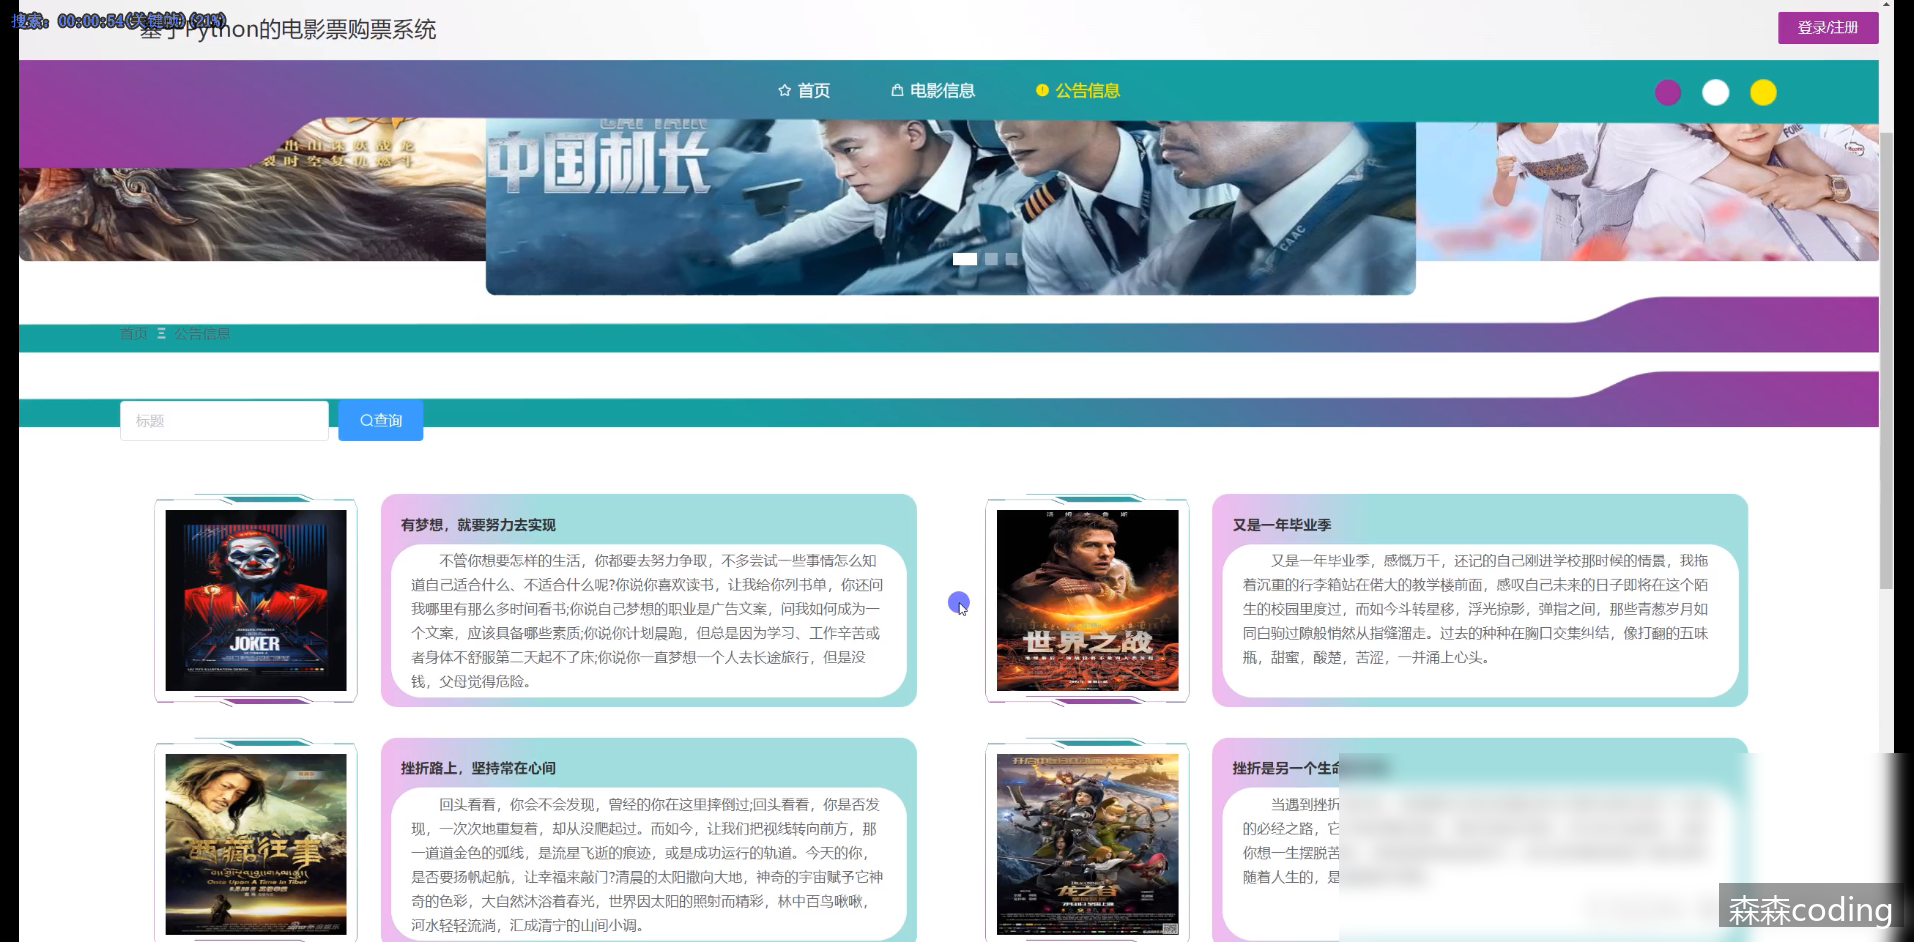 搜索: 00:00:54(关键帧)(21%)
基于Python的电影票购票系统
登录/注册
首页
电影信息
公告信息
出山诛妖战龙
裂时空复仇燃斗
中国机长
CAAC
首页
公告信息
标题
查询
有梦想，就要努力去实现
不管你想要怎样的生活，你都要去努力争取，不多尝试一些事情怎么知
道自己适合什么、不适合什么呢?你说你喜欢读书，让我给你列书单，你还问
我哪里有那么多时间看书;你说自己梦想的职业是广告文案，问我如何成为一
个文案，应该具备哪些素质;你说你计划晨跑，但总是因为学习、工作辛苦或
者身体不舒服第二天起不了床;你说你一直梦想一个人去长途旅行，但是没
钱，父母觉得危险。
JOKER
又是一年毕业季
又是一年毕业季，感慨万千，还记的自己刚进学校那时候的情景，我拖
着沉重的行李箱站在偌大的教学楼前面，感叹自己未来的日子即将在这个陌
生的校园里度过，而如今斗转星移，浮光掠影，弹指之间，那些青葱岁月如
同白驹过隙般悄然从指缝溜走。过去的种种在胸口交集纠结，像打翻的五味
瓶，甜蜜，酸楚，苦涩，一并涌上心头。
世界之战
挫折路上，坚持常在心间
回头看看，你会不会发现，曾经的你在这里摔倒过;回头看看，你是否发
现，一次次地重复着，却从没爬起过。而如今，让我们把视线转向前方，那
一道道金色的弧线，是流星飞逝的痕迹，或是成功运行的轨道。今天的你，
是否要扬帆起航，让幸福来敲门?清晨的太阳撒向大地，神奇的宇宙赋予它神
奇的色彩，大自然沐浴着春光，世界因太阳的照射而精彩，林中百鸟啾啾，
河水轻轻流淌，汇成清宁的山间小调。
西藏往事
Once Upon a Time in Tibet
挫折是另一个生命
当遇到挫折
的必经之路，它
你想一生摆脱苦
随着人生的，是
龙之谷
森森coding